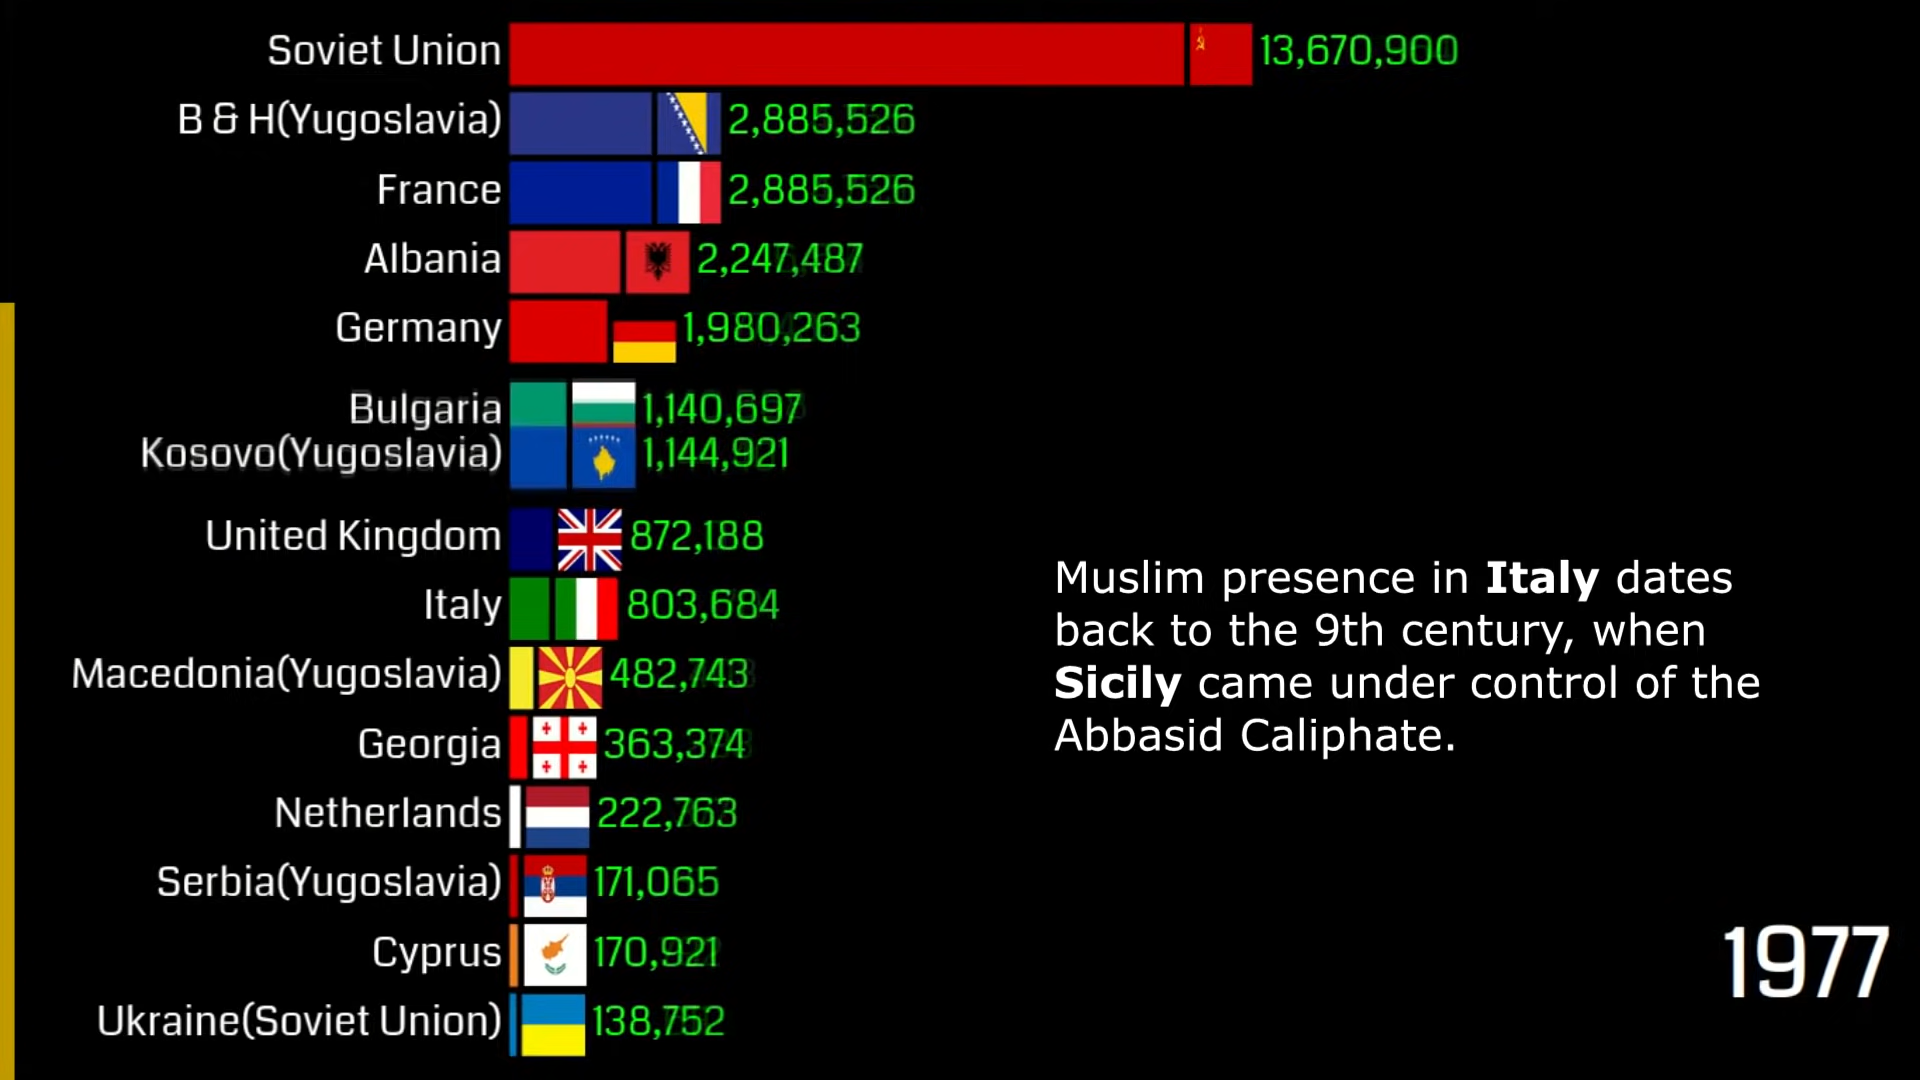 Soviet Union 13,670,900
B & H(Yugoslavia) 2,885,526
France 2,885,526
Albania 2,247,487
Germany 1,980,263
Bulgaria 1,140,697
Kosovo(Yugoslavia) 1,144,921
United Kingdom 872,188
Italy 803,684
Macedonia(Yugoslavia) 482,743
Georgia 363,374
Netherlands 222,763
Serbia(Yugoslavia) 171,065
Cyprus 170,921
Ukraine(Soviet Union) 138,752
Muslim presence in Italy dates
back to the 9th century, when
Sicily came under control of the
Abbasid Caliphate.
1977